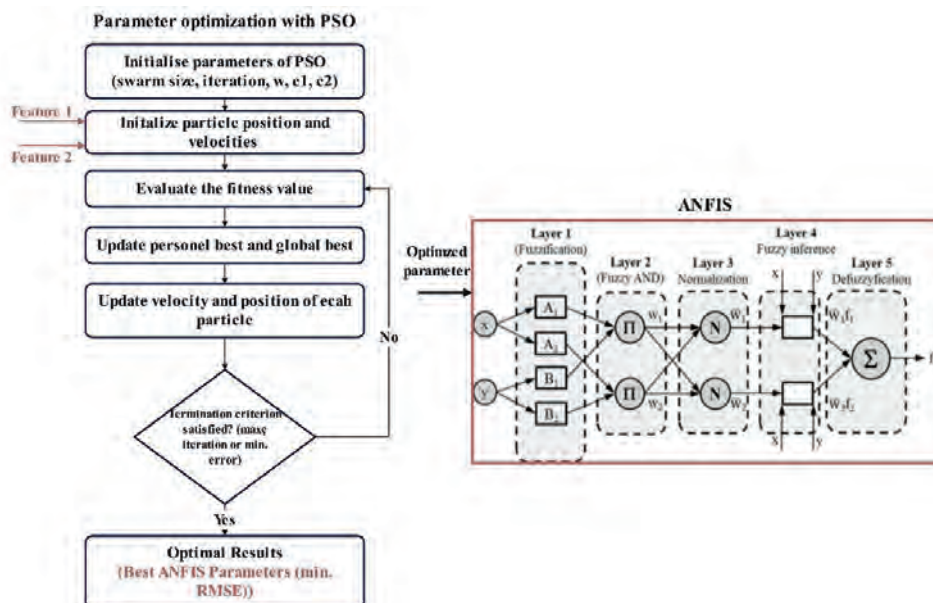 Parameter optimization with PSO
Initialise parameters of PSO
(swarm size, iteration, w, c1, c2)
Feature 1
Feature 2
Initalize particle position and
velocities
Evaluate the fitness value
Update personel best and global best
Update velocity and position of ecah
particle
No
Termination criterion
satisfied? (max
iteration or min.
error)
Yes
Optimal Results
(Best ANFIS Parameters (min.
RMSE))
Optimized
parameter
ANFIS
Layer 1
(Fuzzification)
Layer 2
(Fuzzy AND)
Layer 3
Normalization
Layer 4
Fuzzy inference
Layer 5
Defuzzyfication
x
y
A₁
A₂
B₁
B₂
Π
Π
w₁
w₂
N
N
w̄₁
w̄₂
x
y
x
y
w̄₁f₁
w̄₂f₂
Σ
f